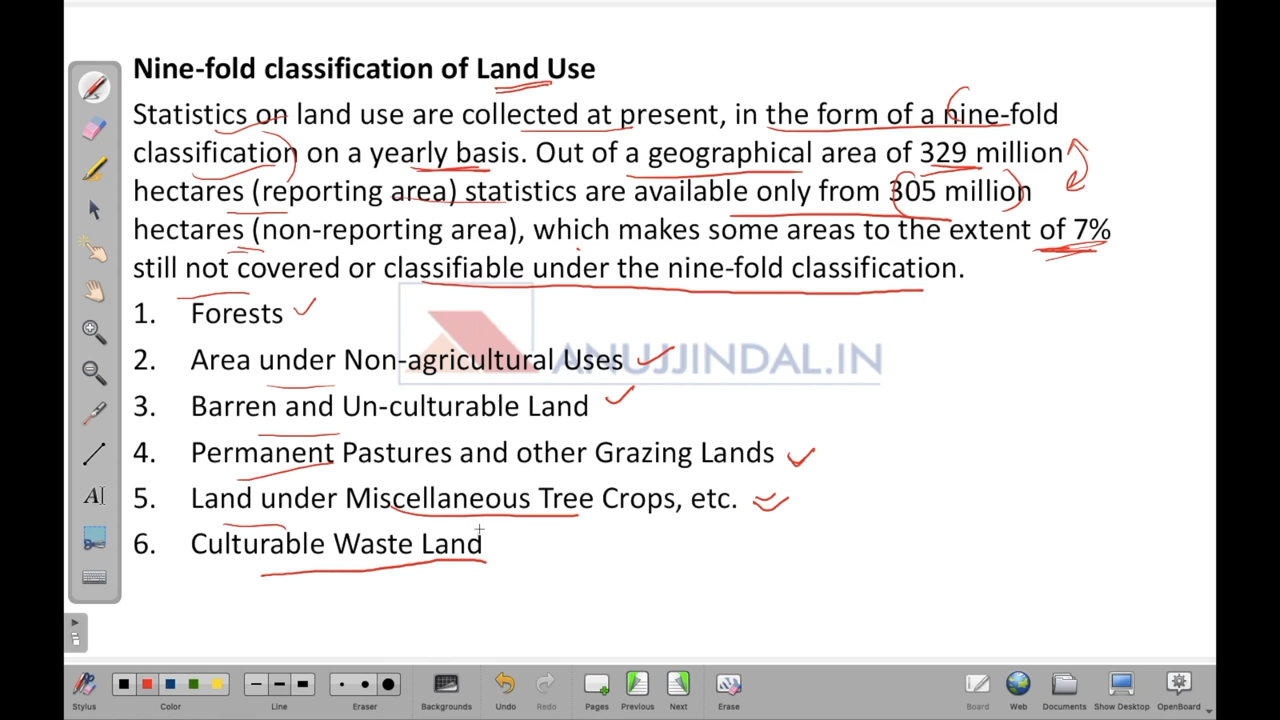 Nine-fold classification of Land Use
Statistics on land use are collected at present, in the form of a nine-fold
classification on a yearly basis. Out of a geographical area of 329 million
hectares (reporting area) statistics are available only from 305 million
hectares (non-reporting area), which makes some areas to the extent of 7%
still not covered or classifiable under the nine-fold classification.
1. Forests
2. Area under Non-agricultural Uses
3. Barren and Un-culturable Land
4. Permanent Pastures and other Grazing Lands
5. Land under Miscellaneous Tree Crops, etc.
6. Culturable Waste Land
ANUJJINDAL.IN
Stylus Color Line Eraser Backgrounds Undo Redo Pages Previous Next Erase Board Web Documents Show Desktop OpenBoard